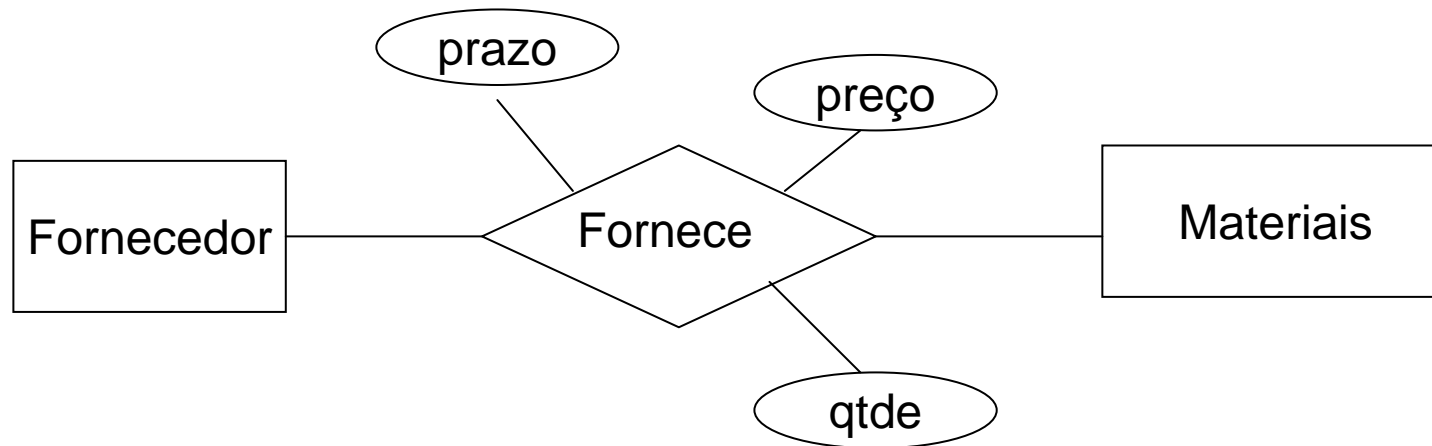 prazo
preço
Fornecedor
Fornece
Materiais
qtde